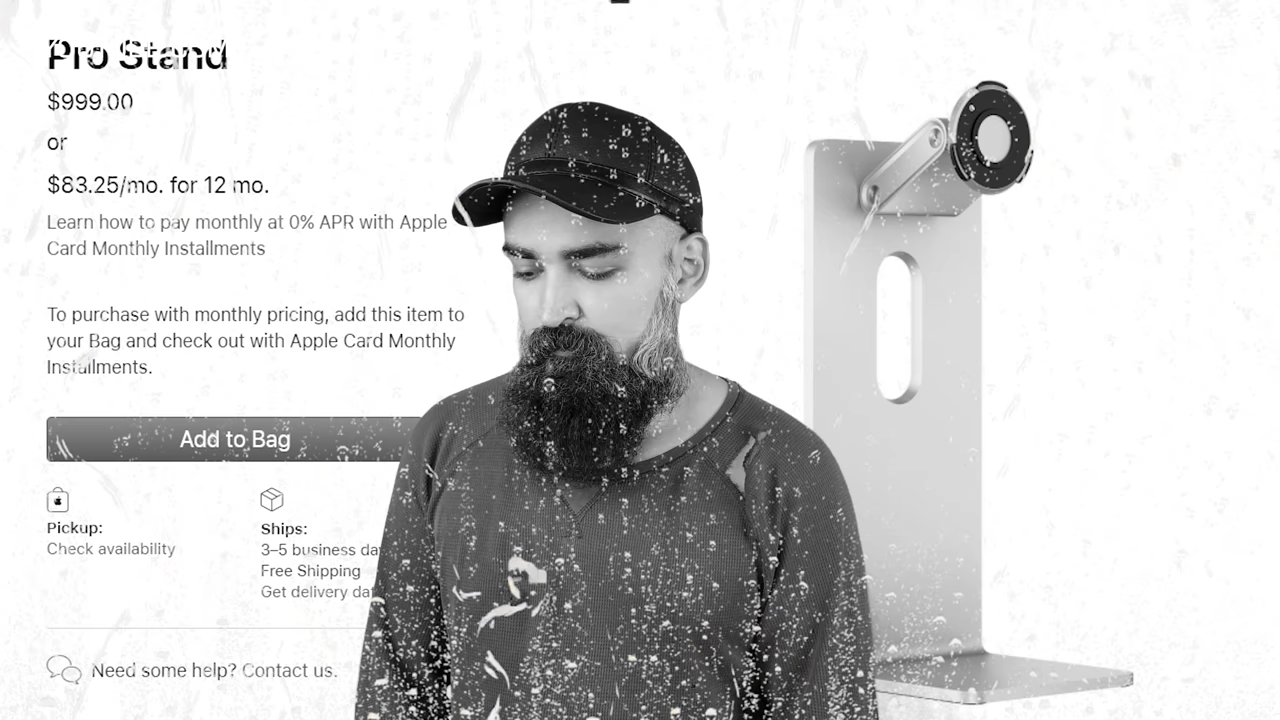 Pro Stand
$999.00
or
$83.25/mo. for 12 mo.
Learn how to pay monthly at 0% APR with Apple
Card Monthly Installments
To purchase with monthly pricing, add this item to
your Bag and check out with Apple Card Monthly
Installments.
Add to Bag
Pickup:
Check availability
Ships:
3–5 business da
Free Shipping
Get delivery dat
Need some help? Contact us.